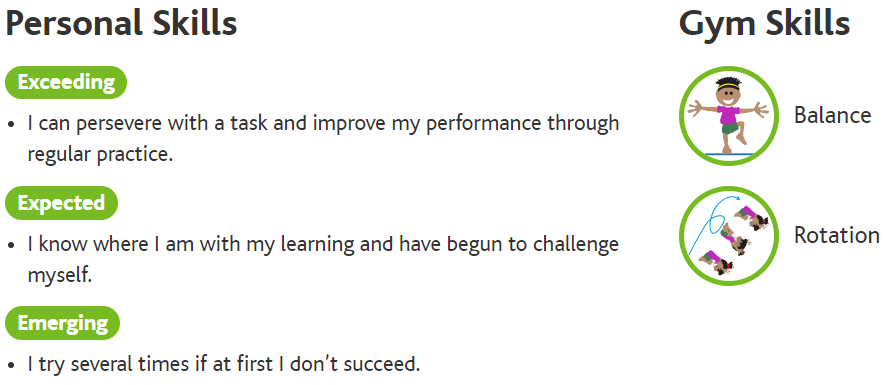 Personal Skills
Exceeding
• I can persevere with a task and improve my performance through
regular practice.
Expected
• I know where I am with my learning and have begun to challenge
myself.
Emerging
• I try several times if at first I don't succeed.
Gym Skills
Balance
Rotation